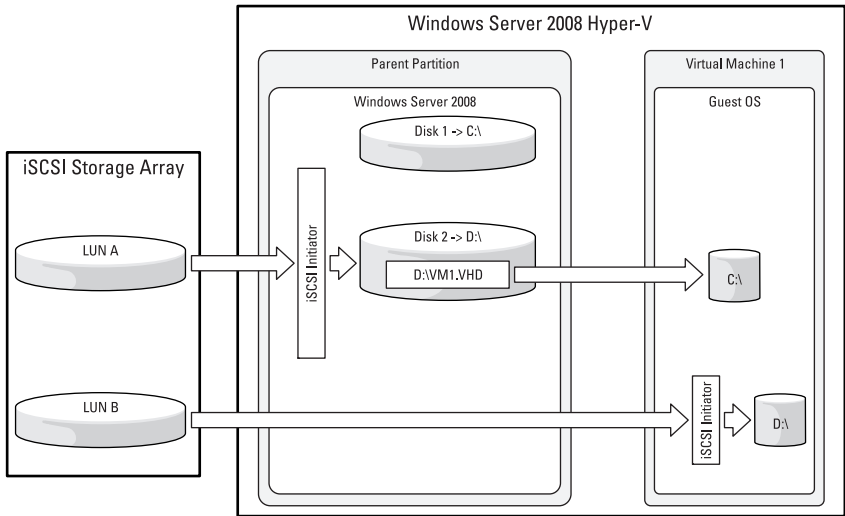 Windows Server 2008 Hyper-V
Parent Partition
Virtual Machine 1
Windows Server 2008
Guest OS
Disk 1 -> C:\
iSCSI Storage Array
LUN A
iSCSI Initiator
Disk 2 -> D:\
D:\VM1.VHD
C:\
LUN B
iSCSI Initiator
D:\